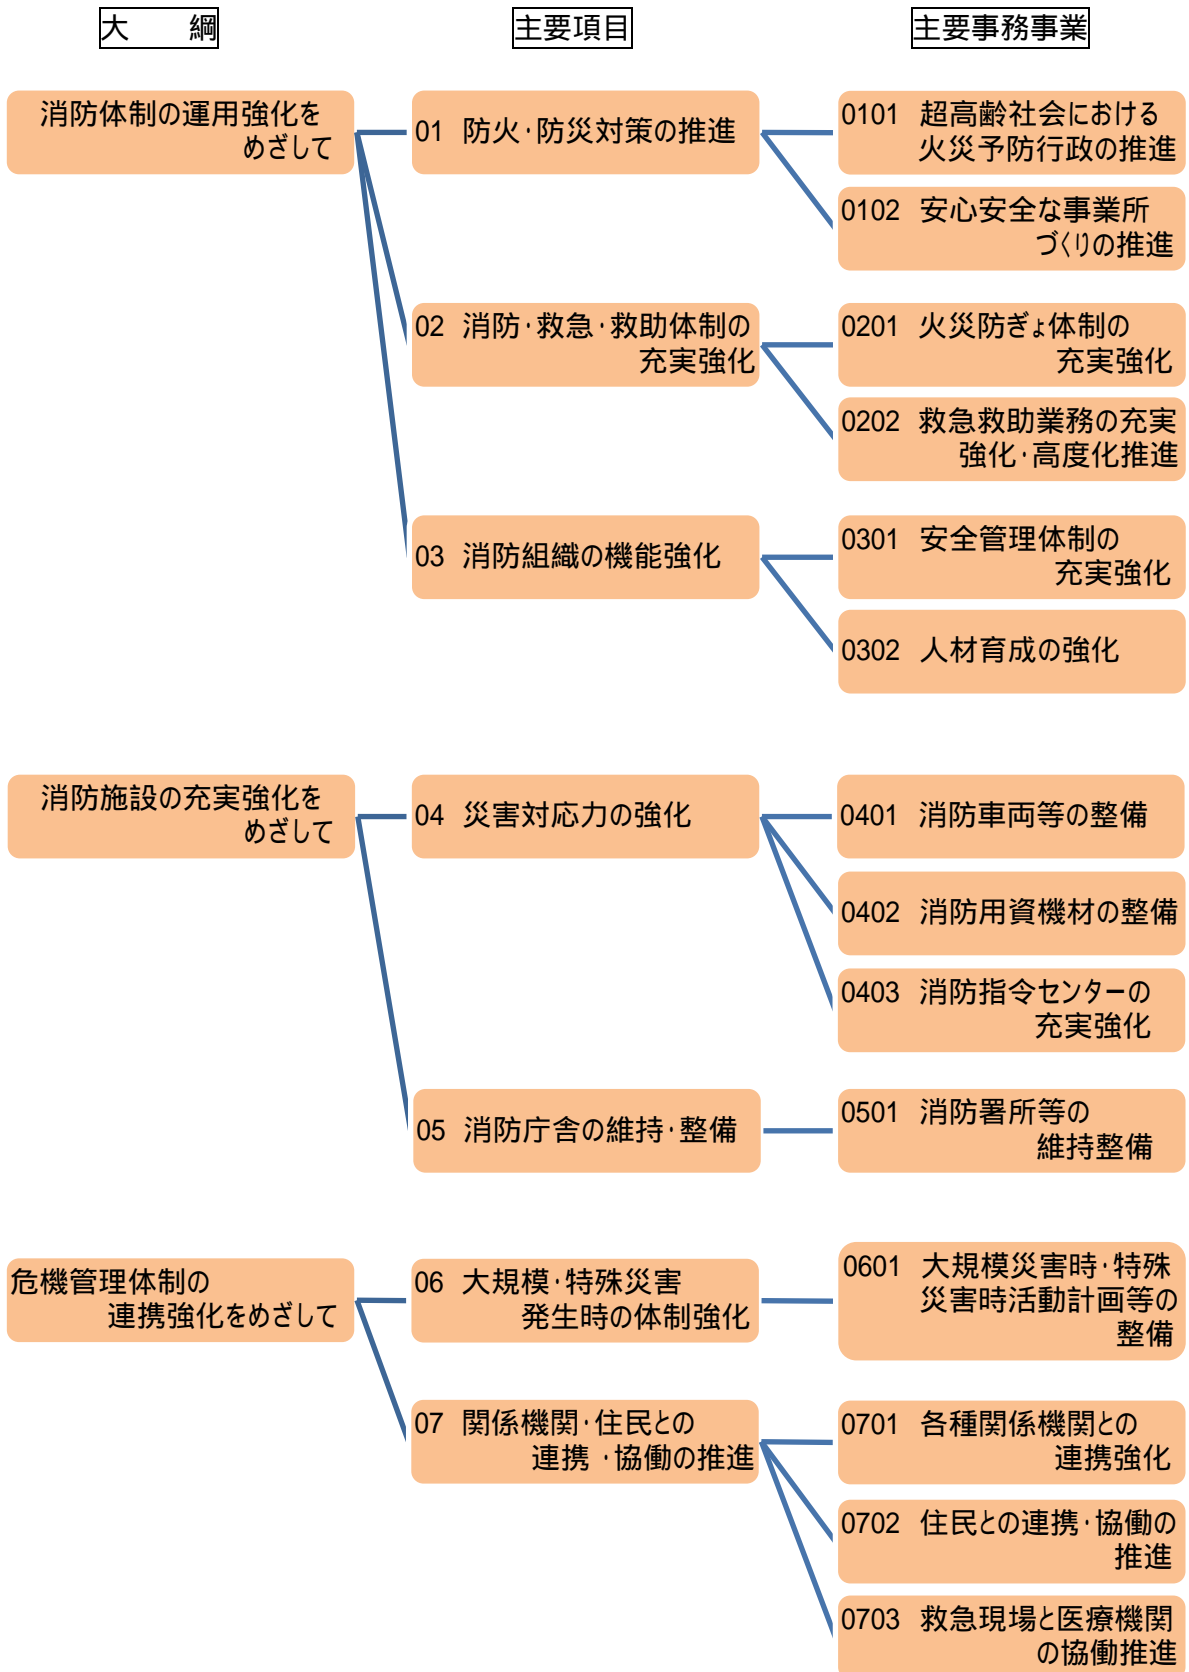 大　　綱
主要項目
主要事務事業
消防体制の運用強化を
めざして
01 防火・防災対策の推進
0101 超高齢社会における
火災予防行政の推進
0102 安心安全な事業所
づくりの推進
02 消防・救急・救助体制の
充実強化
0201 火災防ぎょ体制の
充実強化
0202 救急救助業務の充実
強化・高度化推進
03 消防組織の機能強化
0301 安全管理体制の
充実強化
0302 人材育成の強化
消防施設の充実強化を
めざして
04 災害対応力の強化
0401 消防車両等の整備
0402 消防用資機材の整備
0403 消防指令センターの
充実強化
05 消防庁舎の維持・整備
0501 消防署所等の
維持整備
危機管理体制の
連携強化をめざして
06 大規模・特殊災害
発生時の体制強化
0601 大規模災害時・特殊
災害時活動計画等の
整備
07 関係機関・住民との
連携・協働の推進
0701 各種関係機関との
連携強化
0702 住民との連携・協働の
推進
0703 救急現場と医療機関
の協働推進